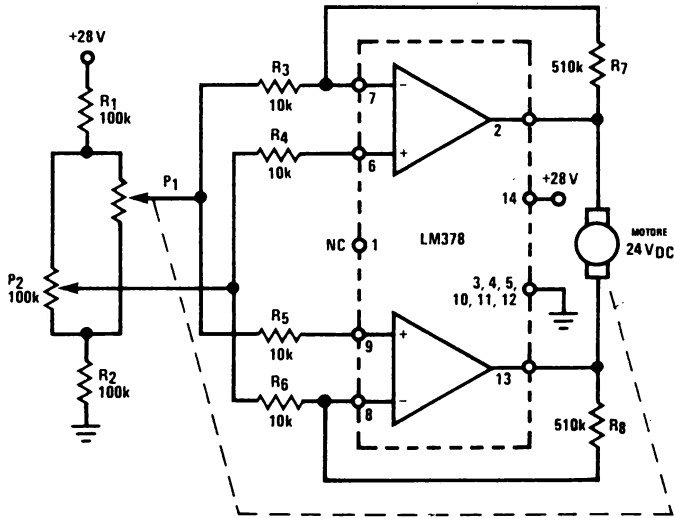 +28 V
R1
100k
P1
P2
100k
R2
100k
R3
10k
R4
10k
R5
10k
R6
10k
7
−
6
+
2
14
+28 V
NC
1
LM378
3, 4, 5,
10, 11, 12
9
+
8
−
13
510k
R7
MOTORE
24 VDC
510k
R8